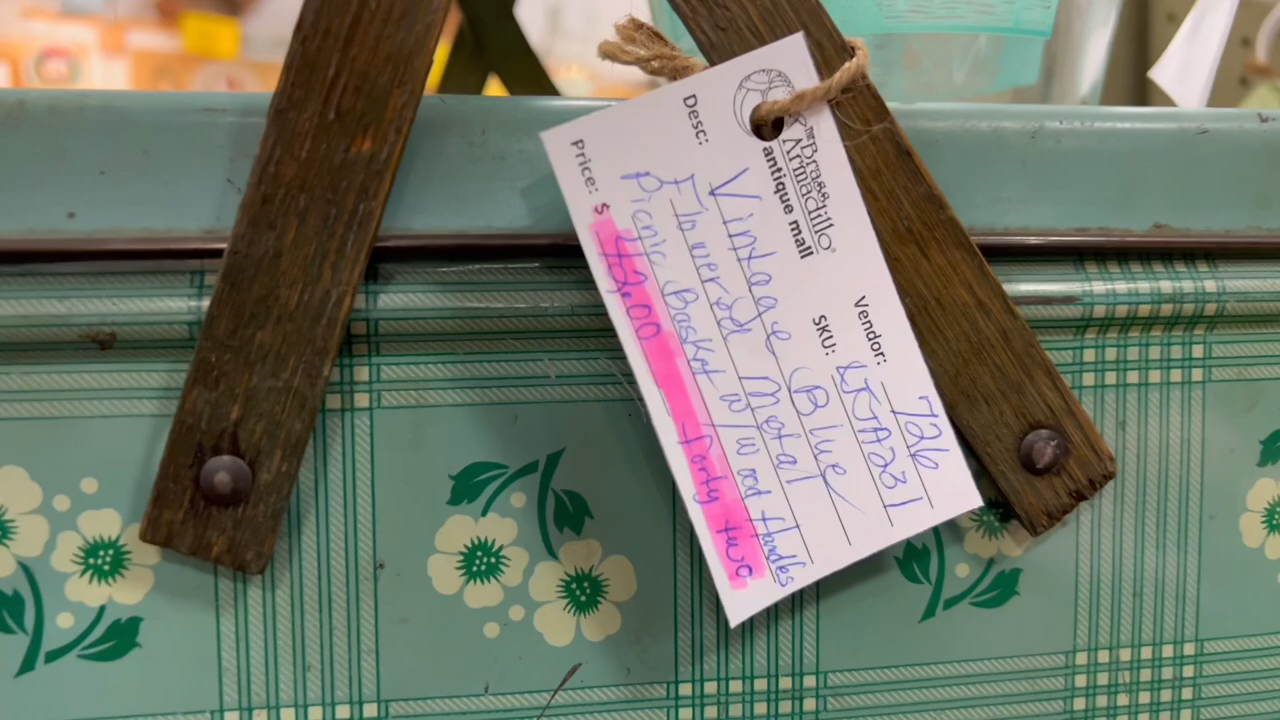 THE Brass
Armadillo
antique mall
Vendor: 726
SKU: LJTA221
Desc: Vintage Blue
Flowered Metal
Picnic Basket w/wood Handles
Price: $ 42.00 forty two